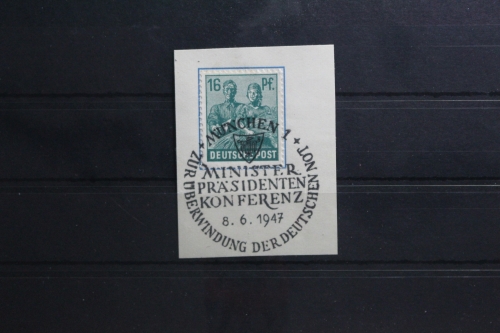 16 Pf.
DEUTSCHE POST
+ MÜNCHEN 1 +
MINISTER
PRÄSIDENTEN
KONFERENZ
8. 6. 1947
ZUR ÜBERWINDUNG DER DEUTSCHEN NOT